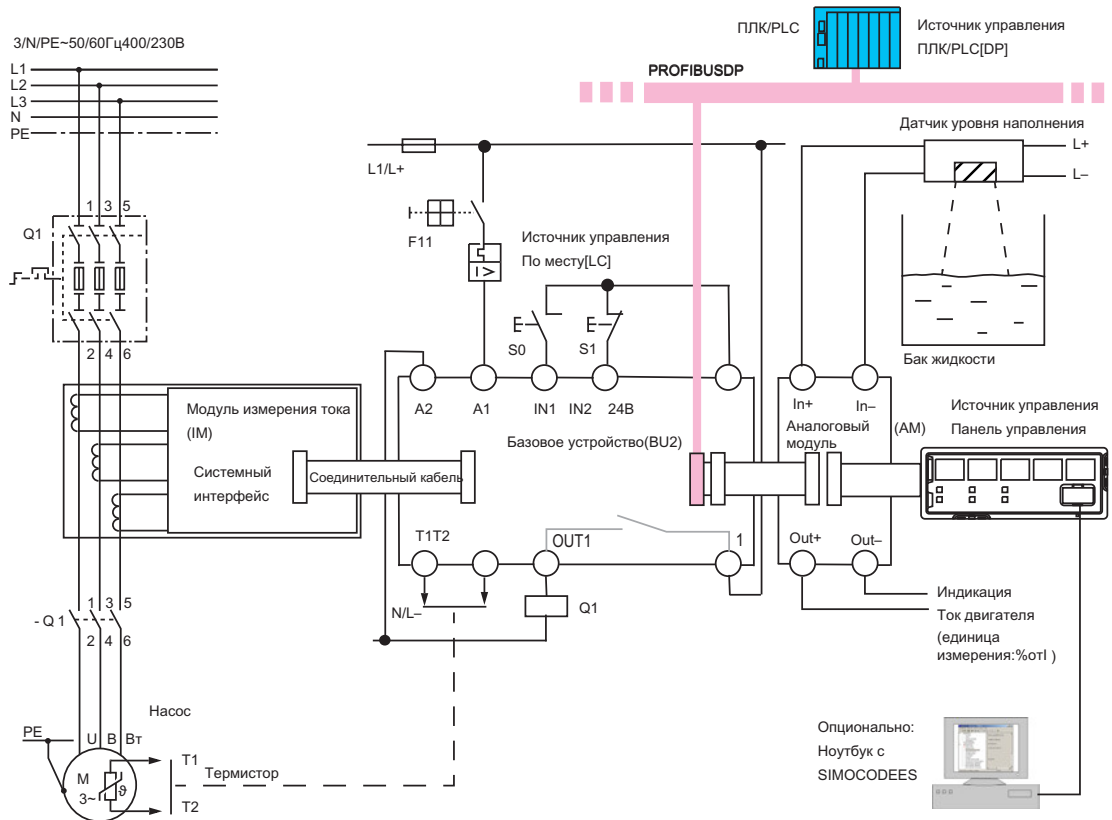 ПЛК/PLC
Источник управления
ПЛК/PLC[DP]
3/N/PE~50/60Гц400/230В
L1
L2
L3
N
PE
PROFIBUSDP
Датчик уровня наполнения
L+
L–
L1/L+
1 3 5
Q1
F11
Источник управления
По месту[LC]
I>
E
S0
E
S1
2 4 6
Бак жидкости
A2
A1
IN1
IN2
24В
In+
In–
Модуль измерения тока
(IM)
Базовое устройство(BU2)
Аналоговый
модуль
(AM)
Источник управления
Панель управления
Системный
интерфейс
Соединительный кабель
T1T2
OUT1
1
Out+
Out–
N/L–
Q1
Индикация
Ток двигателя
(единица
измерения:%отI )
1 3 5
- Q 1
2 4 6
Насос
PE
U В Вт
T1
M
3~
ϑ
Термистор
T2
Опционально:
Ноутбук с
SIMOCODEES